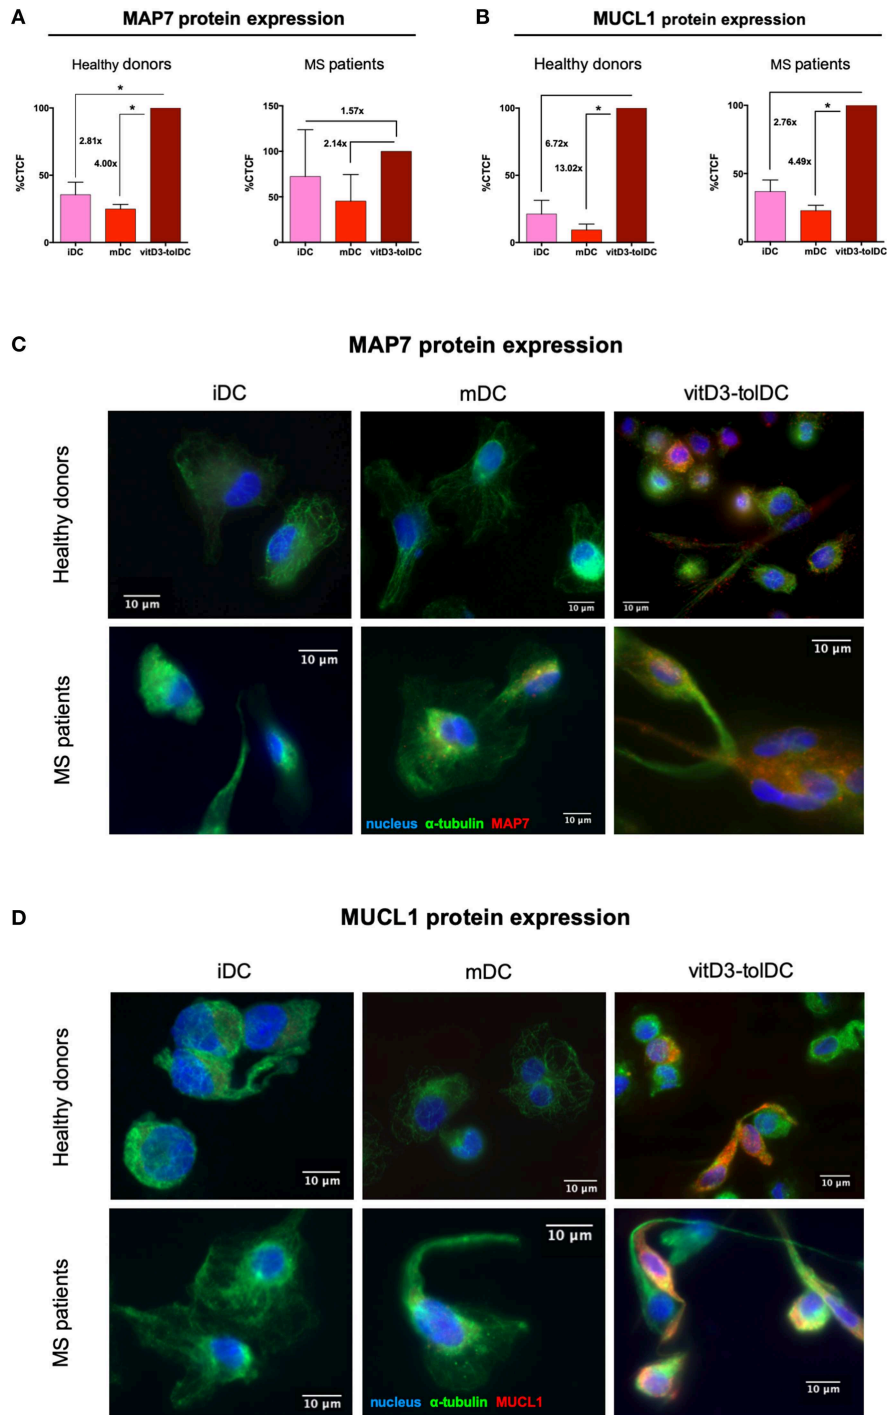 A
MAP7 protein expression
Healthy donors
MS patients
%CTCF
100
50
0
*
*
2.81x
4.00x
iDC
mDC
vitD3-tolDC
%CTCF
150
100
50
0
1.57x
2.14x
iDC
mDC
vitD3-tolDC
B
MUCL1 protein expression
Healthy donors
MS patients
%CTCF
100
50
0
*
6.72x
13.02x
iDC
mDC
vitD3-tolDC
%CTCF
100
50
0
*
2.76x
4.49x
iDC
mDC
vitD3-tolDC
C
MAP7 protein expression
iDC
mDC
vitD3-tolDC
Healthy donors
10 µm
10 µm
10 µm
MS patients
10 µm
10 µm
10 µm
nucleus α-tubulin MAP7
D
MUCL1 protein expression
iDC
mDC
vitD3-tolDC
Healthy donors
10 µm
10 µm
10 µm
MS patients
10 µm
10 µm
10 µm
nucleus α-tubulin MUCL1